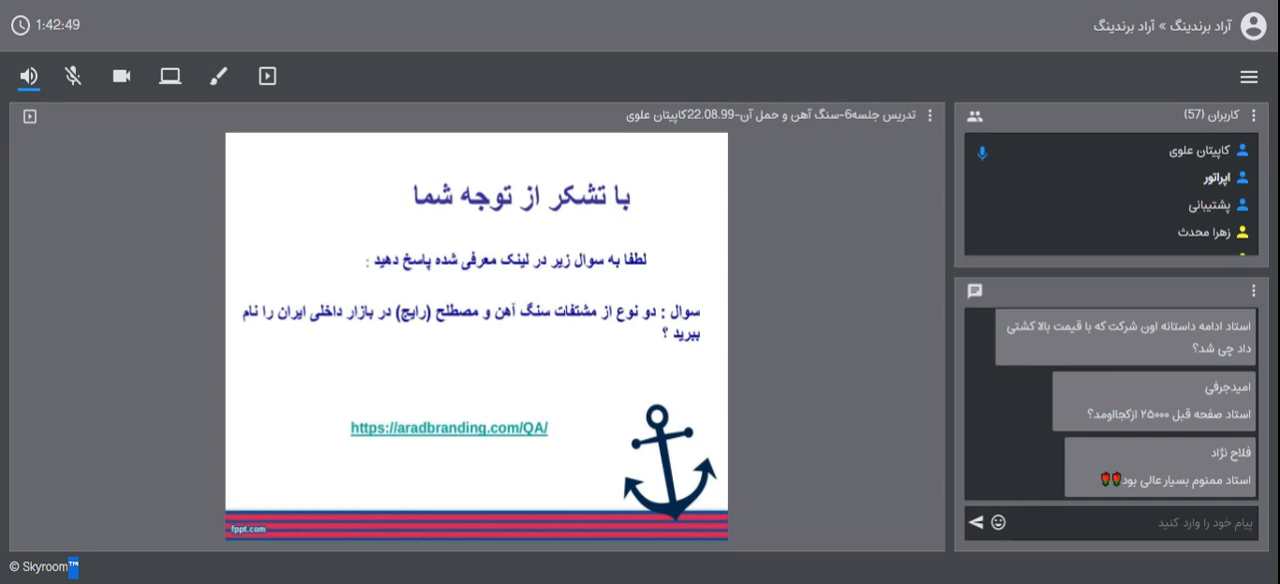 1:42:49
آراد برندینگ » آراد برندینگ
تدریس جلسه6-سنگ آهن و حمل آن-22.08.99کاپیتان علوی
با تشکر از توجه شما
لطفا به سوال زیر در لینک معرفی شده پاسخ دهید :
سوال : دو نوع از مشتقات سنگ آهن و مصطلح (رایج) در بازار داخلی ایران را نام
ببرید ؟
https://aradbranding.com/QA/
fppt.com
کاربران (57)
کاپیتان علوی
اپراتور
پشتیبانی
زهرا محدث
استاد ادامه داستانه اون شرکت که با قیمت بالا کشتی
داد چی شد؟
امیدجرفی
استاد صفحه قبل ۲۵۰۰۰ ازکجااومد؟
فلاح نژاد
استاد ممنوم بسیار عالی بود🌹🌹
پیام خود را وارد کنید
© Skyroom™